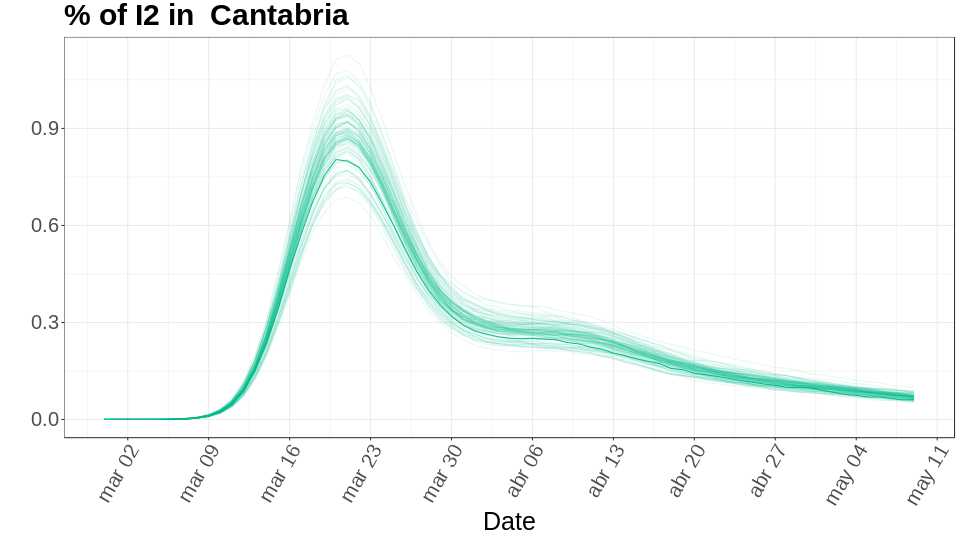 % of I2 in  Cantabria
0.9
0.6
0.3
0.0
mar 02
mar 09
mar 16
mar 23
mar 30
abr 06
abr 13
abr 20
abr 27
may 04
may 11
Date